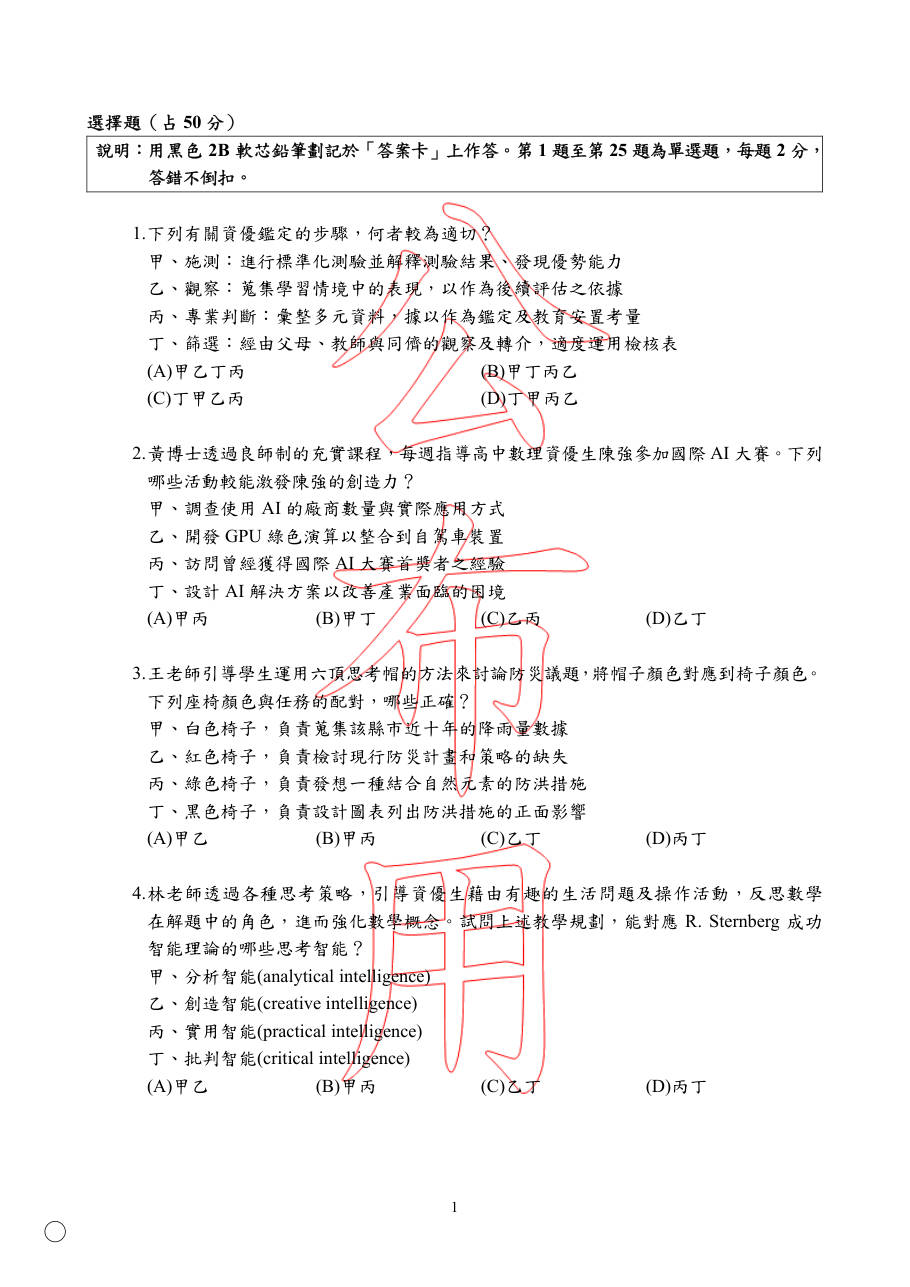 選擇題（占 50 分）
說明：用黑色 2B 軟芯鉛筆劃記於「答案卡」上作答。第 1 題至第 25 題為單選題，每題 2 分，
答錯不倒扣。
1.下列有關資優鑑定的步驟，何者較為適切？
甲、施測：進行標準化測驗並解釋測驗結果、發現優勢能力
乙、觀察：蒐集學習情境中的表現，以作為後續評估之依據
丙、專業判斷：彙整多元資料，據以作為鑑定及教育安置考量
丁、篩選：經由父母、教師與同儕的觀察及轉介，適度運用檢核表
(A)甲乙丁丙 (B)甲丁丙乙
(C)丁甲乙丙 (D)丁甲丙乙
2.黃博士透過良師制的充實課程，每週指導高中數理資優生陳強參加國際 AI 大賽。下列
哪些活動較能激發陳強的創造力？
甲、調查使用 AI 的廠商數量與實際應用方式
乙、開發 GPU 綠色演算以整合到自駕車裝置
丙、訪問曾經獲得國際 AI 大賽首獎者之經驗
丁、設計 AI 解決方案以改善產業面臨的困境
(A)甲丙 (B)甲丁 (C)乙丙 (D)乙丁
3.王老師引導學生運用六頂思考帽的方法來討論防災議題，將帽子顏色對應到椅子顏色。
下列座椅顏色與任務的配對，哪些正確？
甲、白色椅子，負責蒐集該縣市近十年的降雨量數據
乙、紅色椅子，負責檢討現行防災計畫和策略的缺失
丙、綠色椅子，負責發想一種結合自然元素的防洪措施
丁、黑色椅子，負責設計圖表列出防洪措施的正面影響
(A)甲乙 (B)甲丙 (C)乙丁 (D)丙丁
4.林老師透過各種思考策略，引導資優生藉由有趣的生活問題及操作活動，反思數學
在解題中的角色，進而強化數學概念。試問上述教學規劃，能對應 R. Sternberg 成功
智能理論的哪些思考智能？
甲、分析智能(analytical intelligence)
乙、創造智能(creative intelligence)
丙、實用智能(practical intelligence)
丁、批判智能(critical intelligence)
(A)甲乙 (B)甲丙 (C)乙丁 (D)丙丁
公布用
1